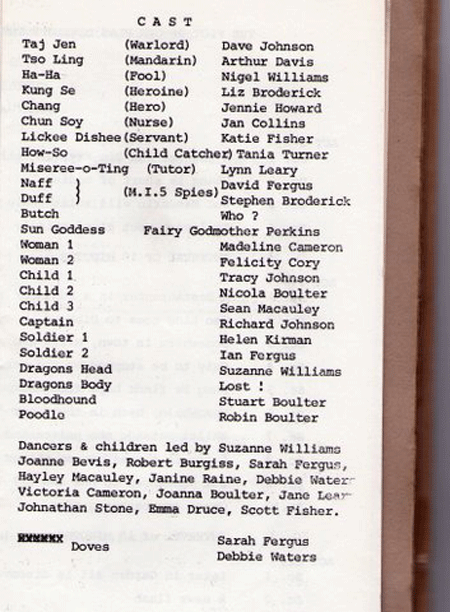 CAST
Taj Jen (Warlord) Dave Johnson
Tso Ling (Mandarin) Arthur Davis
Ha-Ha (Fool) Nigel Williams
Kung Se (Heroine) Liz Broderick
Chang (Hero) Jennie Howard
Chun Soy (Nurse) Jan Collins
Lickee Dishee (Servant) Katie Fisher
How-So (Child Catcher) Tania Turner
Miseree-o-Ting (Tutor) Lynn Leary
Naff } (M.I.5 Spies) David Fergus
Duff Stephen Broderick
Butch Who ?
Sun Goddess Fairy Godmother Perkins
Woman 1 Madeline Cameron
Woman 2 Felicity Cory
Child 1 Tracy Johnson
Child 2 Nicola Boulter
Child 3 Sean Macauley
Captain Richard Johnson
Soldier 1 Helen Kirman
Soldier 2 Ian Fergus
Dragons Head Suzanne Williams
Dragons Body Lost !
Bloodhound Stuart Boulter
Poodle Robin Boulter
Dancers & children led by Suzanne Williams
Joanne Bevis, Robert Burgiss, Sarah Fergus,
Hayley Macauley, Janine Raine, Debbie Waters
Victoria Cameron, Joanna Boulter, Jane Leary
Johnathan Stone, Emma Druce, Scott Fisher.
Doves Sarah Fergus
Debbie Waters